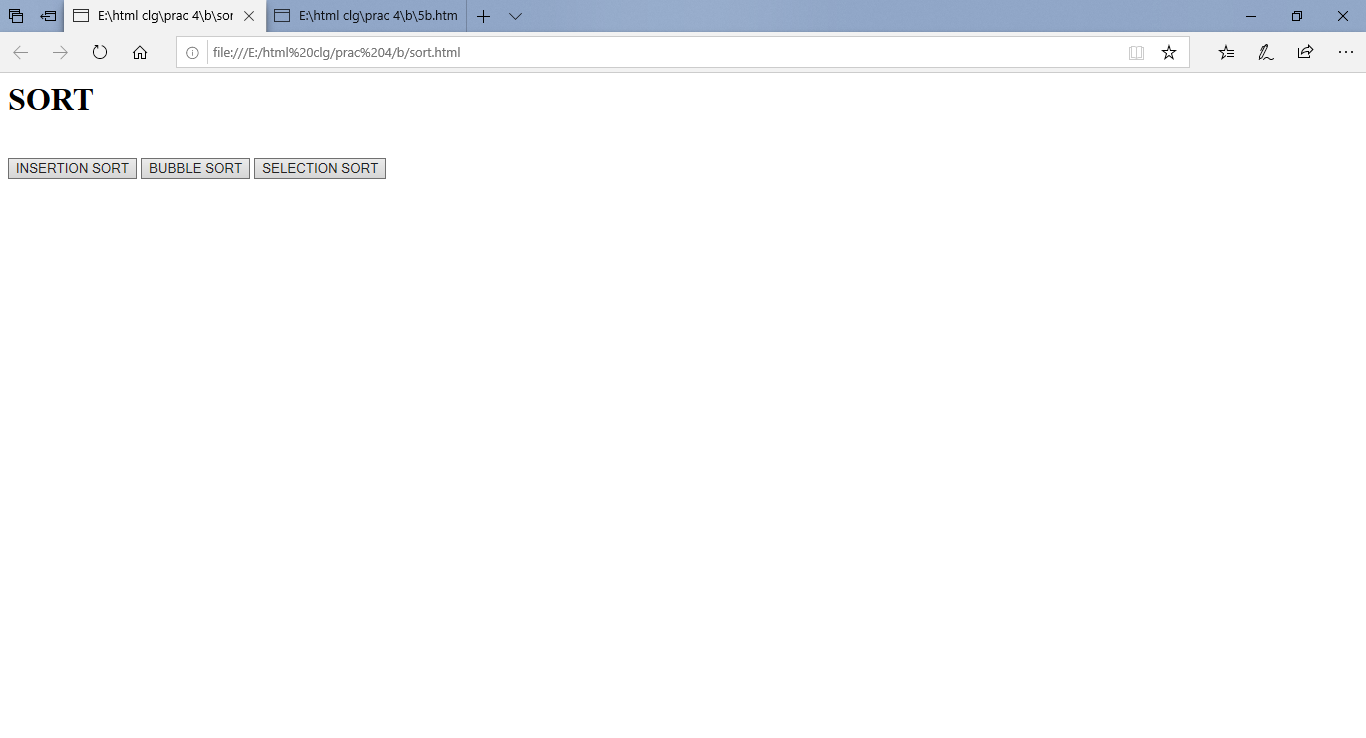 E:\html clg\prac 4\b\sor
E:\html clg\prac 4\b\5b.htm
file:///E:/html%20clg/prac%204/b/sort.html
SORT
INSERTION SORT BUBBLE SORT SELECTION SORT